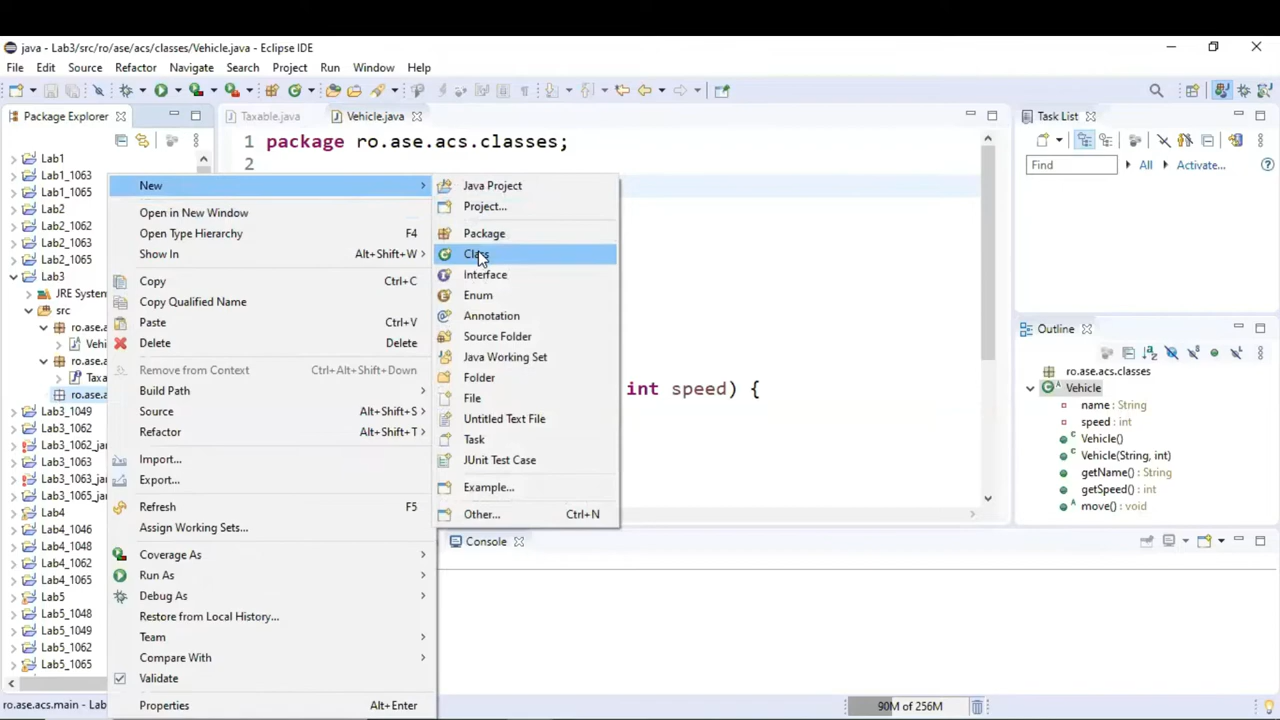 java - Lab3/src/ro/ase/acs/classes/Vehicle.java - Eclipse IDE
File Edit Source Refactor Navigate Search Project Run Window Help
Package Explorer
Lab1
Lab1_1063
Lab1_1065
Lab2
Lab2_1062
Lab2_1063
Lab2_1065
Lab3
JRE System
src
ro.ase.a
Vehi
ro.ase.a
Taxa
ro.ase.a
Lab3_1049
Lab3_1062
Lab3_1062_ja
Lab3_1063
Lab3_1063_ja
Lab3_1065_ja
Lab4
Lab4_1046
Lab4_1048
Lab4_1062
Lab4_1065
Lab5
Lab5_1048
Lab5_1049
Lab5_1062
Lab5_1065
New
Open in New Window
Open Type Hierarchy F4
Show In Alt+Shift+W
Copy Ctrl+C
Copy Qualified Name
Paste Ctrl+V
Delete Delete
Remove from Context Ctrl+Alt+Shift+Down
Build Path
Source Alt+Shift+S
Refactor Alt+Shift+T
Import...
Export...
Refresh F5
Assign Working Sets...
Coverage As
Run As
Debug As
Restore from Local History...
Team
Compare With
Validate
Properties Alt+Enter
Java Project
Project...
Package
Class
Interface
Enum
Annotation
Source Folder
Java Working Set
Folder
File
Untitled Text File
Task
JUnit Test Case
Example...
Other... Ctrl+N
Taxable.java Vehicle.java
1 package ro.ase.acs.classes;
2
int speed) {
Console
Task List
Find All Activate...
Outline
ro.ase.acs.classes
Vehicle
name : String
speed : int
Vehicle()
Vehicle(String, int)
getName() : String
getSpeed() : int
move() : void
ro.ase.acs.main - Lab
90M of 256M